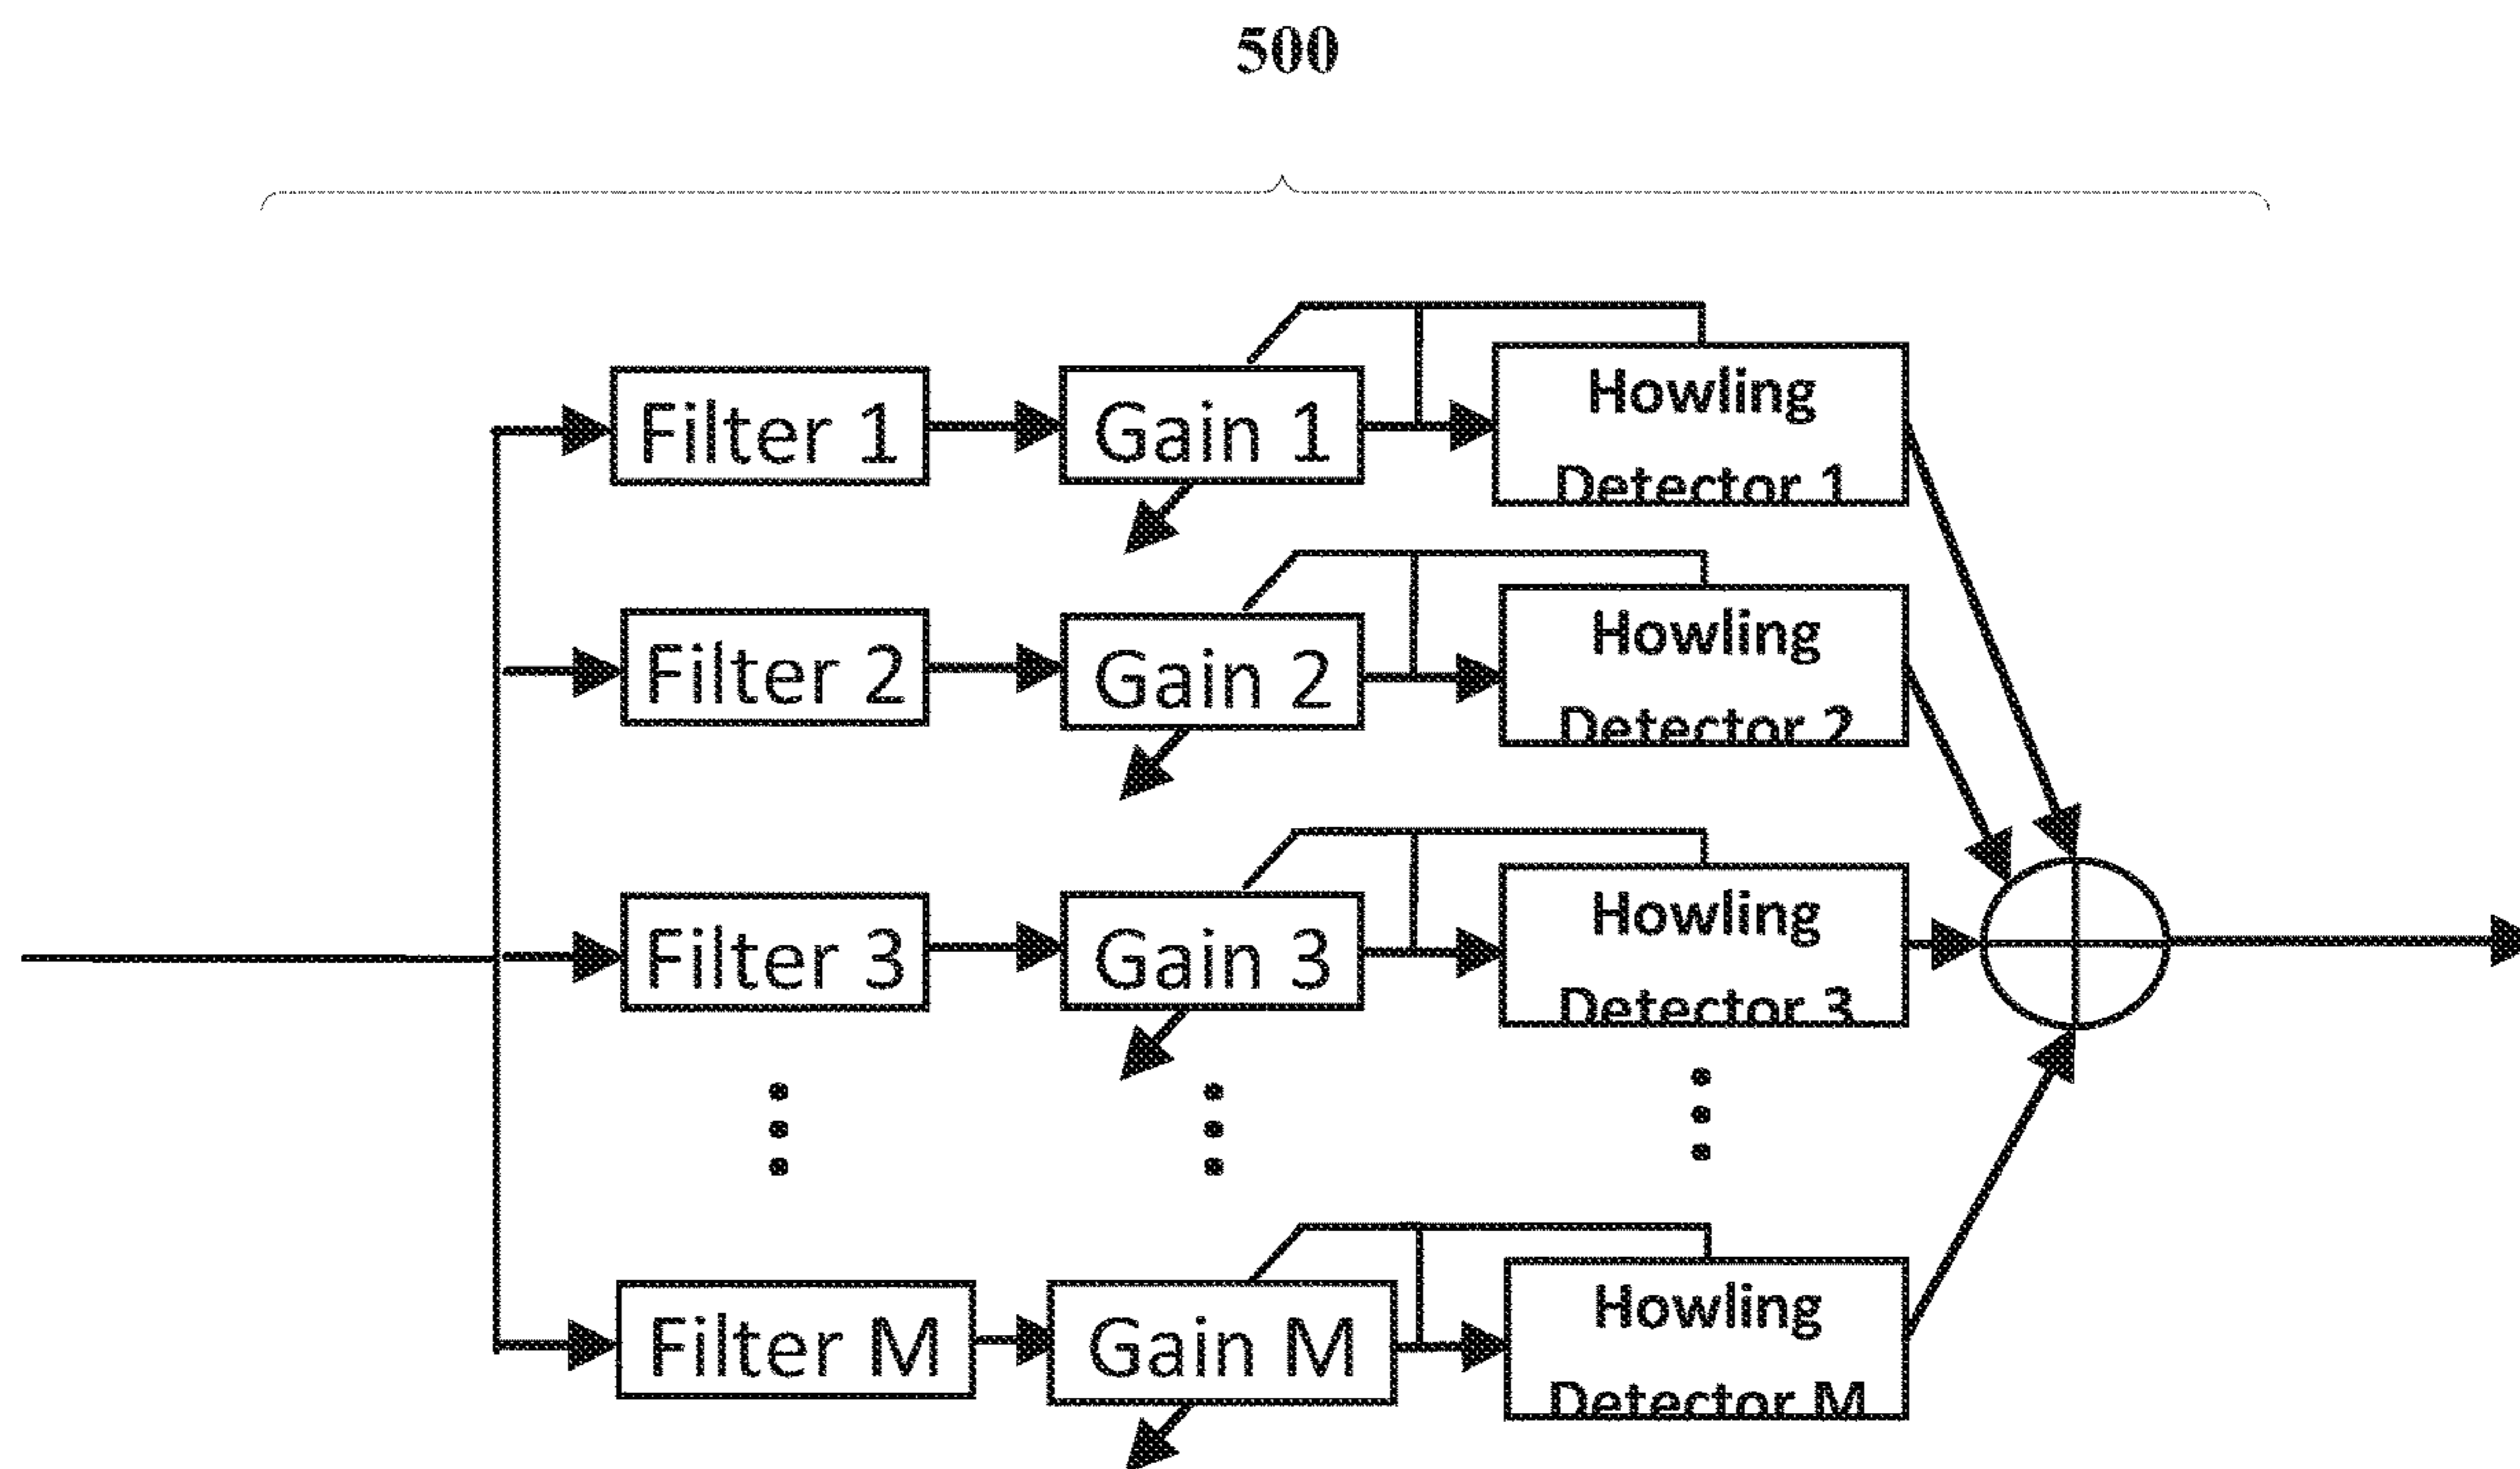 500
Filter 1
Gain 1
Howling
Detector 1
Filter 2
Gain 2
Howling
Detector 2
Filter 3
Gain 3
Howling
Detector 3
Filter M
Gain M
Howling
Detector M